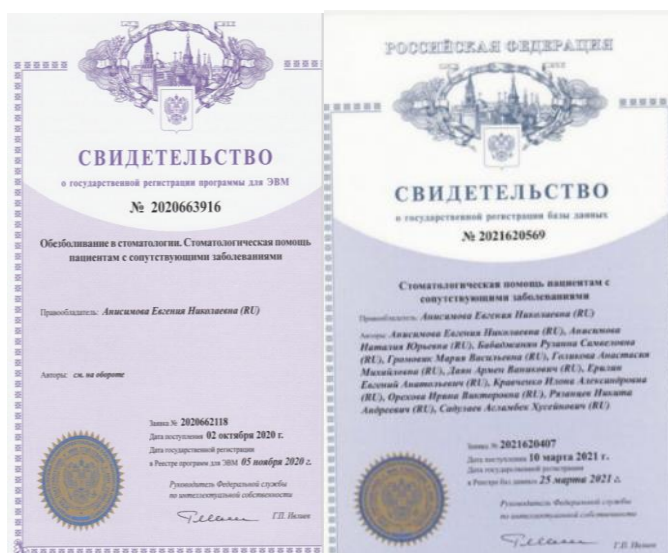 СВИДЕТЕЛЬСТВО
о государственной регистрации программы для ЭВМ
№ 2020663916
Обезболивание в стоматологии. Стоматологическая помощь
пациентам с сопутствующими заболеваниями
Правообладатель: Анисимова Евгения Николаевна (RU)
Авторы: см. на обороте
Заявка № 2020662118
Дата поступления 02 октября 2020 г.
Дата государственной регистрации
в Реестре программ для ЭВМ 05 ноября 2020 г.
Руководитель Федеральной службы
по интеллектуальной собственности
Г.П. Ивлиев
РОССИЙСКАЯ ФЕДЕРАЦИЯ
СВИДЕТЕЛЬСТВО
о государственной регистрации базы данных
№ 2021620569
Стоматологическая помощь пациентам с
сопутствующими заболеваниями
Правообладатель: Анисимова Евгения Николаевна (RU)
Авторы: Анисимова Евгения Николаевна (RU), Анисимова
Наталия Юрьевна (RU), Бабаджанян Рузанна Самвеловна
(RU), Громовик Мария Васильевна (RU), Голикова Анастасия
Михайловна (RU), Даян Армен Ваникович (RU), Ерилин
Евгений Анатольевич (RU), Кравченко Илона Александровна
(RU), Орехова Ирина Викторовна (RU), Рязанцев Никита
Андреевич (RU), Садулаев Асламбек Хусейнович (RU)
Заявка № 2021620407
Дата поступления 10 марта 2021 г.
Дата государственной регистрации
в Реестре баз данных 25 марта 2021 г.
Руководитель Федеральной службы
по интеллектуальной собственности
Г.П. Ивлиев